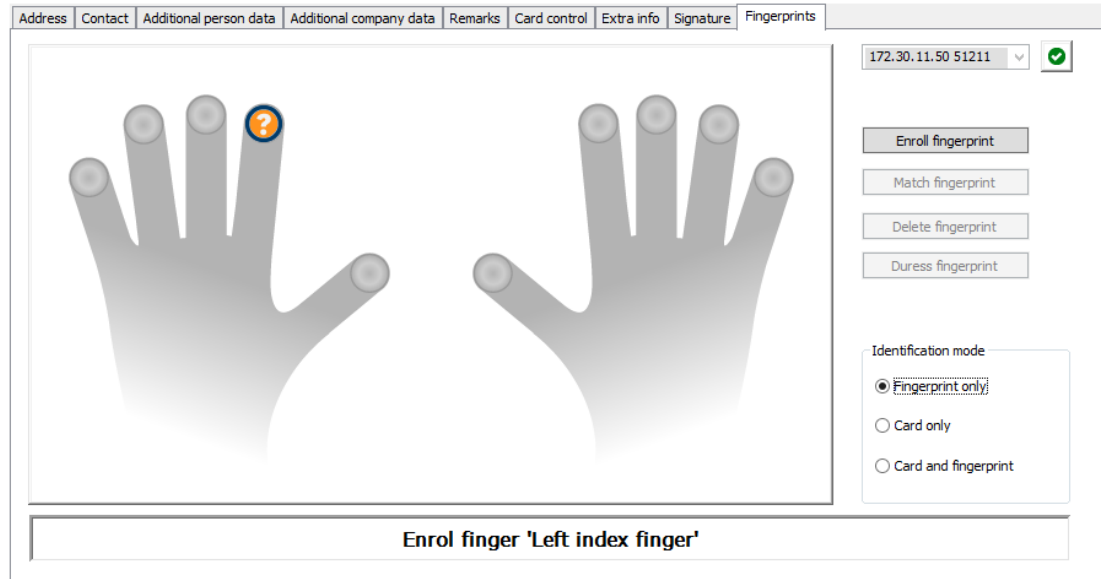 Address Contact Additional person data Additional company data Remarks Card control Extra info Signature Fingerprints
172.30.11.50 51211
?
Enroll fingerprint
Match fingerprint
Delete fingerprint
Duress fingerprint
Identification mode
Fingerprint only
Card only
Card and fingerprint
Enrol finger 'Left index finger'